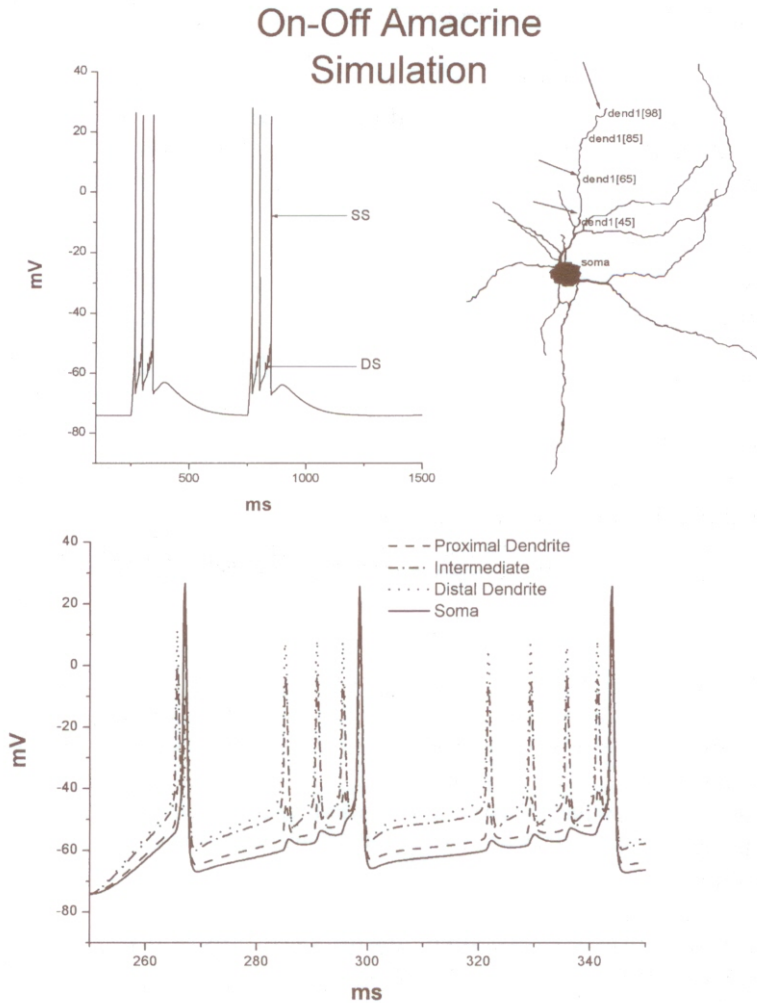 On-Off Amacrine
Simulation
40
20
0
-20
-40
-60
-80
mV
SS
DS
500
1000
1500
ms
dend1[98]
dend1[85]
dend1[65]
dend1[45]
soma
40
20
0
-20
-40
-60
-80
mV
Proximal Dendrite
Intermediate
Distal Dendrite
Soma
260
280
300
320
340
ms